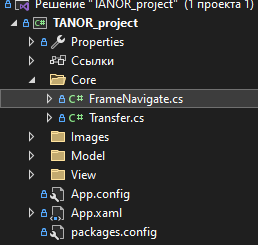 Решение "TANOR_project" (1 проекта)
TANOR_project
Properties
Ссылки
Core
C# FrameNavigate.cs
C# Transfer.cs
Images
Model
View
App.config
App.xaml
packages.config